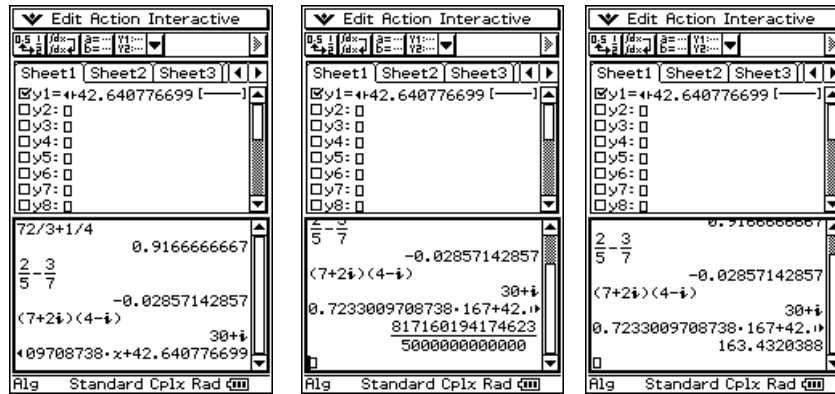 Edit Action Interactive
Sheet1 Sheet2 Sheet3
y1=42.640776699
y2:
y3:
y4:
y5:
y6:
y7:
y8:
72/3+1/4
0.9166666667
2/5-3/7
-0.02857142857
(7+2i)(4-i)
30+i
09708738·x+42.640776699
Alg Standard Cplx Rad
Edit Action Interactive
Sheet1 Sheet2 Sheet3
y1=42.640776699
y2:
y3:
y4:
y5:
y6:
y7:
y8:
2/5-3/7
-0.02857142857
(7+2i)(4-i)
30+i
0.7233009708738·167+42.
817160194174623
5000000000000
Alg Standard Cplx Rad
Edit Action Interactive
Sheet1 Sheet2 Sheet3
y1=42.640776699
y2:
y3:
y4:
y5:
y6:
y7:
y8:
0.9166666667
2/5-3/7
-0.02857142857
(7+2i)(4-i)
30+i
0.7233009708738·167+42.
163.4320388
Alg Standard Cplx Rad